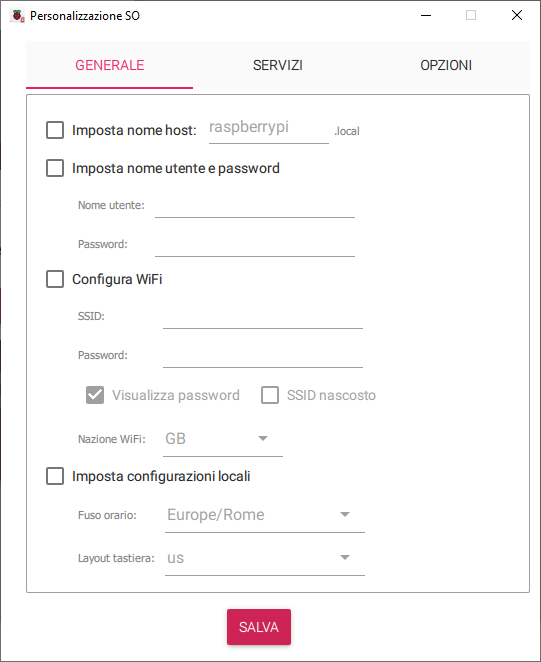 Personalizzazione SO
GENERALE SERVIZI OPZIONI
Imposta nome host: raspberrypi .local
Imposta nome utente e password
Nome utente:
Password:
Configura WiFi
SSID:
Password:
Visualizza password SSID nascosto
Nazione WiFi: GB
Imposta configurazioni locali
Fuso orario: Europe/Rome
Layout tastiera: us
SALVA